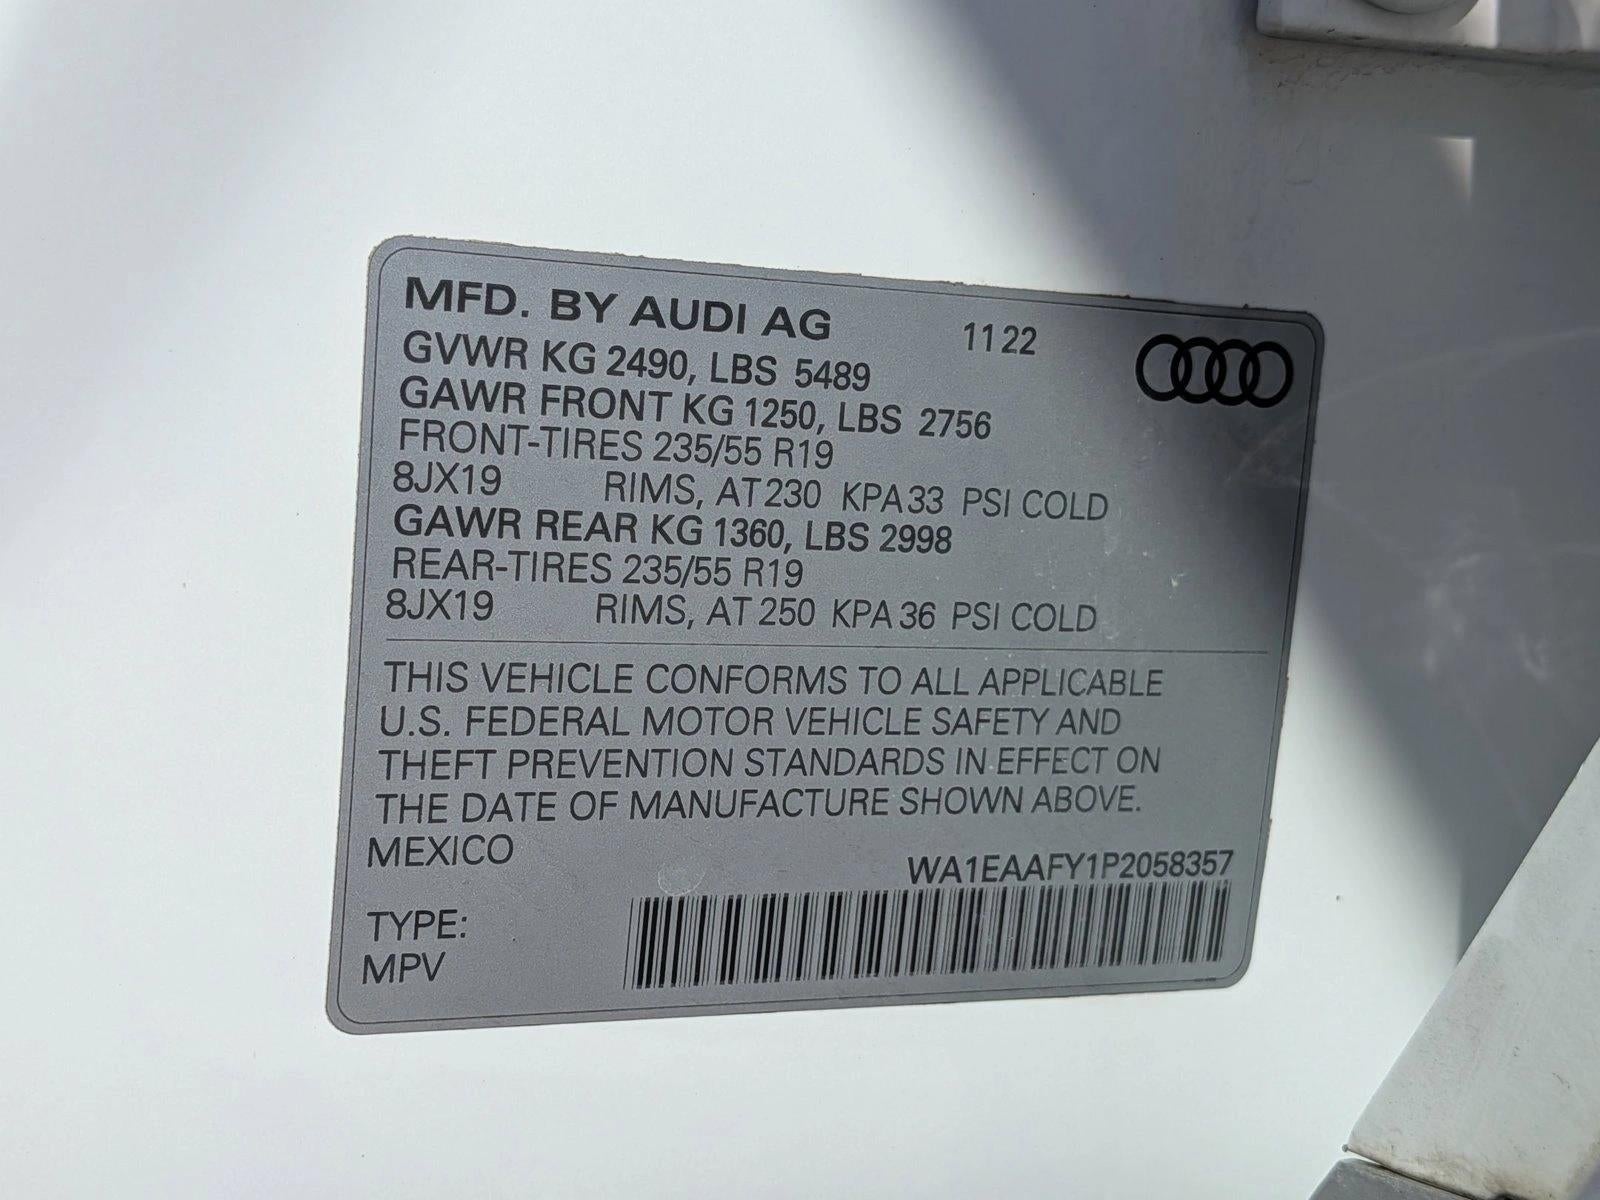 MFD. BY AUDI AG 11 22
GVWR KG 2490, LBS 5489
GAWR FRONT KG 1250, LBS 2756
FRONT-TIRES 235/55 R19
8JX19 RIMS, AT 230 KPA 33 PSI COLD
GAWR REAR KG 1360, LBS 2998
REAR-TIRES 235/55 R19
8JX19 RIMS, AT 250 KPA 36 PSI COLD
THIS VEHICLE CONFORMS TO ALL APPLICABLE
U.S. FEDERAL MOTOR VEHICLE SAFETY AND
THEFT PREVENTION STANDARDS IN EFFECT ON
THE DATE OF MANUFACTURE SHOWN ABOVE.
MEXICO
WA1EAAFY1P2058357
TYPE:
MPV